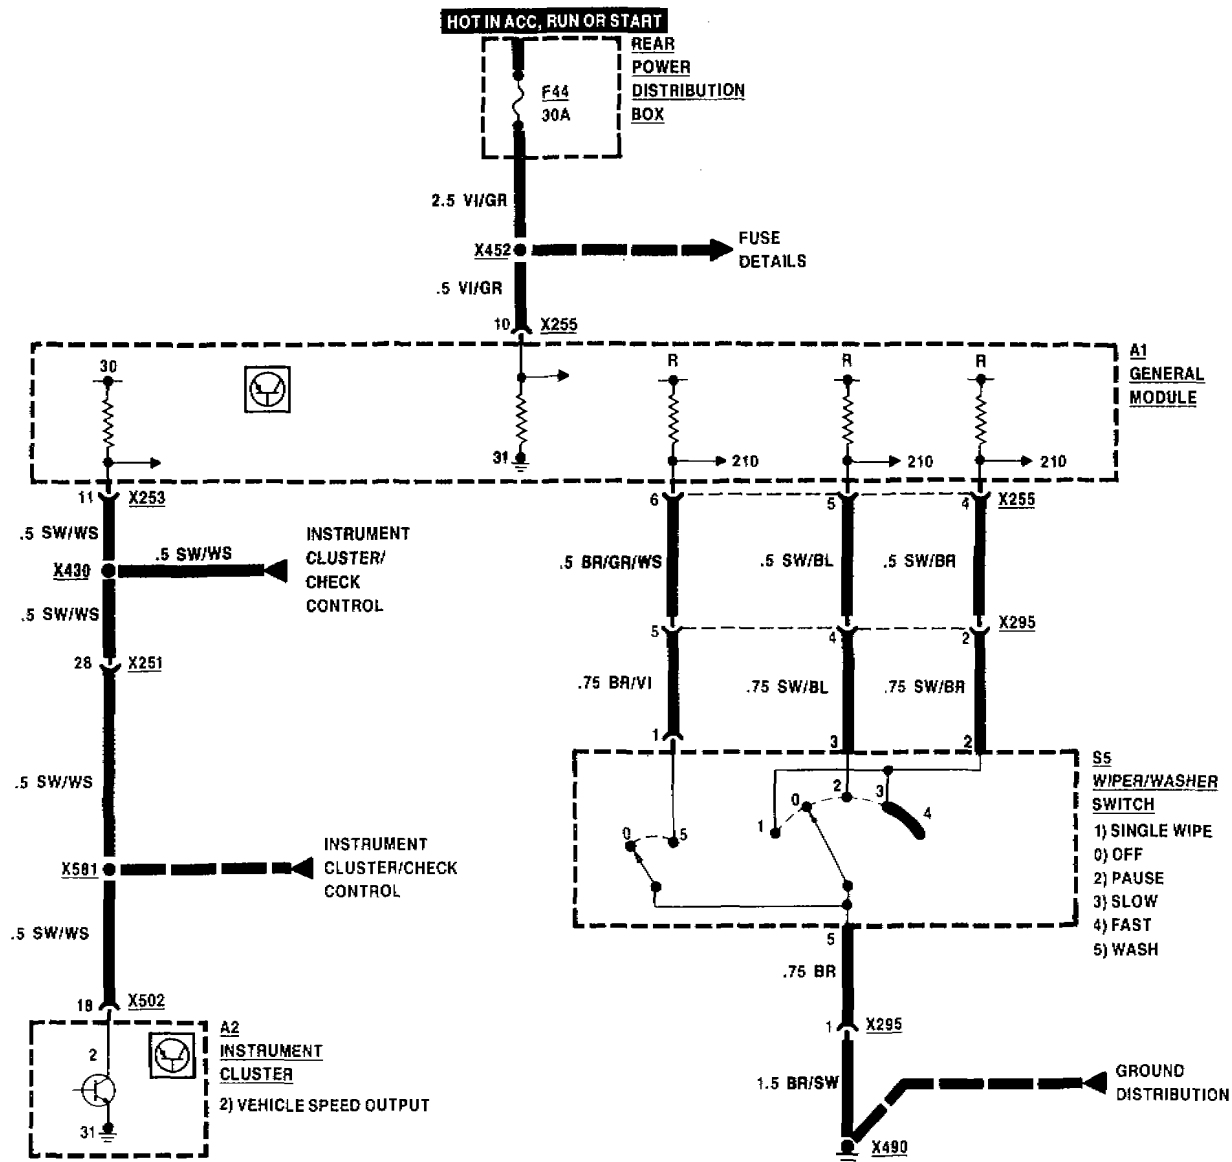 HOT IN ACC, RUN OR START
REAR
POWER
DISTRIBUTION
BOX
F44
30A
2.5 VI/GR
X452
FUSE
DETAILS
.5 VI/GR
10 X255
A1
GENERAL
MODULE
30
R
R
R
31
210
210
210
11 X253
6
5
4
X255
.5 SW/WS
INSTRUMENT
CLUSTER/
CHECK
CONTROL
.5 SW/WS
X430
.5 SW/WS
.5 BR/GR/WS
.5 SW/BL
.5 SW/BR
5
4
2
X295
28 X251
.75 BR/VI
.75 SW/BL
.75 SW/BR
1
3
2
.5 SW/WS
S5
WIPER/WASHER
SWITCH
1) SINGLE WIPE
0) OFF
2) PAUSE
3) SLOW
4) FAST
5) WASH
0
5
1
0
2
3
4
X581
INSTRUMENT
CLUSTER/CHECK
CONTROL
.5 SW/WS
5
.75 BR
18 X502
1 X295
A2
INSTRUMENT
CLUSTER
2) VEHICLE SPEED OUTPUT
2
31
1.5 BR/SW
GROUND
DISTRIBUTION
X490